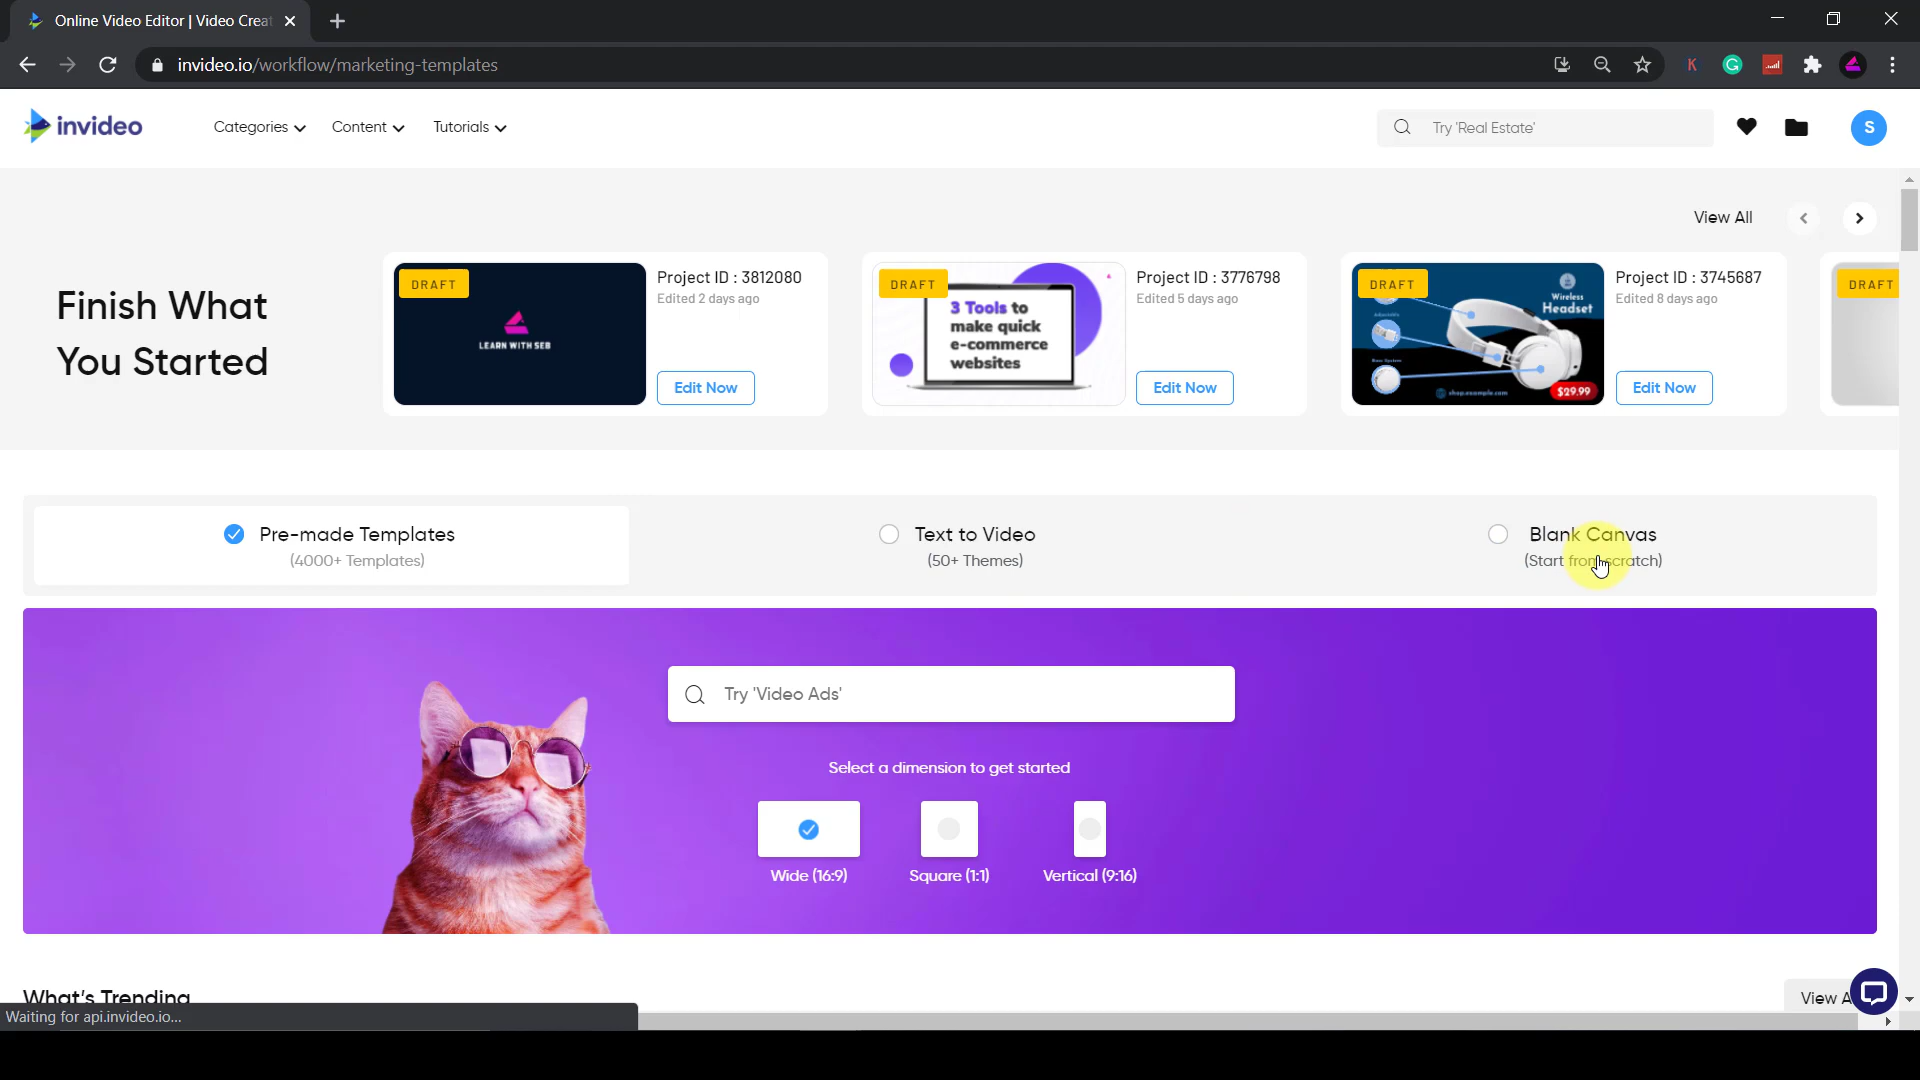 Online Video Editor | Video Creat
invideo.io/workflow/marketing-templates
invideo
Categories
Content
Tutorials
Try 'Real Estate'
S
View All
Finish What
You Started
DRAFT
LEARN WITH SEB
Project ID : 3812080
Edited 2 days ago
Edit Now
DRAFT
3 Tools to
make quick
e-commerce
websites
Project ID : 3776798
Edited 5 days ago
Edit Now
DRAFT
Wireless
Headset
$29.99
shop.example.com
Project ID : 3745687
Edited 8 days ago
Edit Now
DRAFT
Pre-made Templates
(4000+ Templates)
Text to Video
(50+ Themes)
Blank Canvas
(Start from scratch)
Try 'Video Ads'
Select a dimension to get started
Wide (16:9)
Square (1:1)
Vertical (9:16)
What's Trending
View A
Waiting for api.invideo.io...